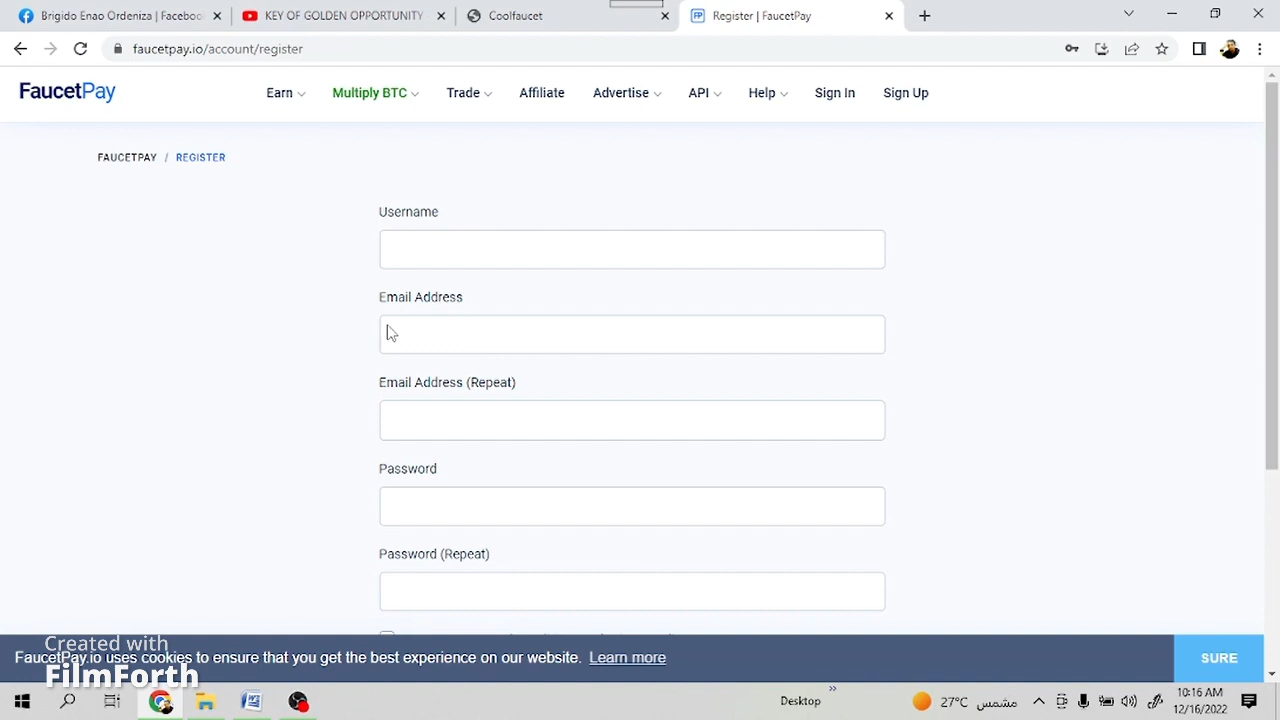 Brigido Enao Ordeniza | Faceboo
KEY OF GOLDEN OPPORTUNITY
Coolfaucet
Register | FaucetPay
faucetpay.io/account/register
FaucetPay
Earn
Multiply BTC
Trade
Affiliate
Advertise
API
Help
Sign In
Sign Up
FAUCETPAY / REGISTER
Username
Email Address
Email Address (Repeat)
Password
Password (Repeat)
FaucetPay.io uses cookies to ensure that you get the best experience on our website. Learn more
SURE
Created with
FilmForth
Desktop
27°C مشمس
10:16 AM
12/16/2022